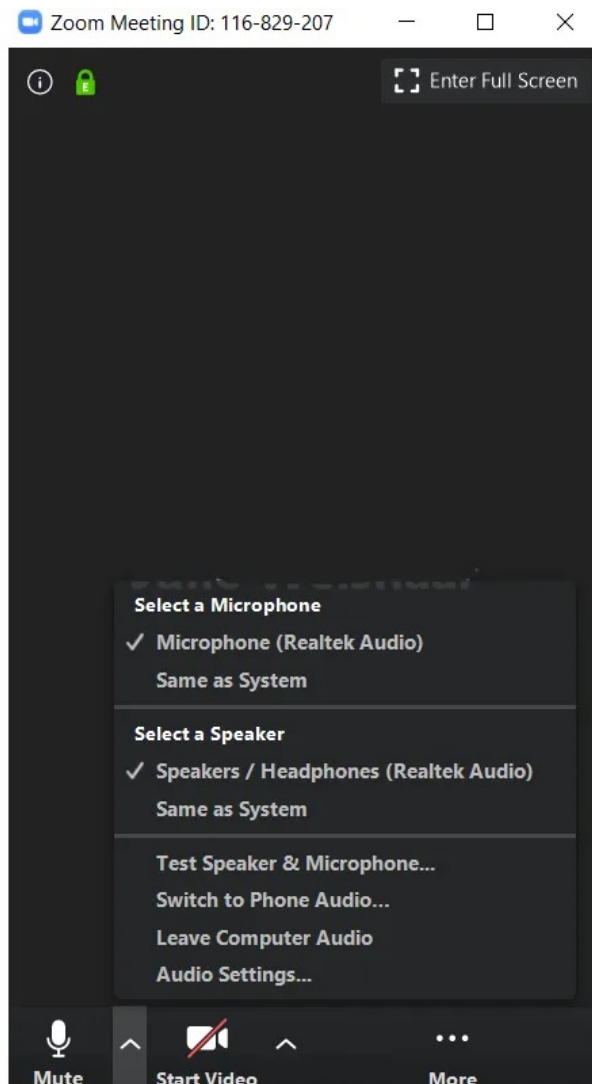 Zoom Meeting ID: 116-829-207
Enter Full Screen
Select a Microphone
Microphone (Realtek Audio)
Same as System
Select a Speaker
Speakers / Headphones (Realtek Audio)
Same as System
Test Speaker & Microphone...
Switch to Phone Audio...
Leave Computer Audio
Audio Settings...
Mute
Start Video
More